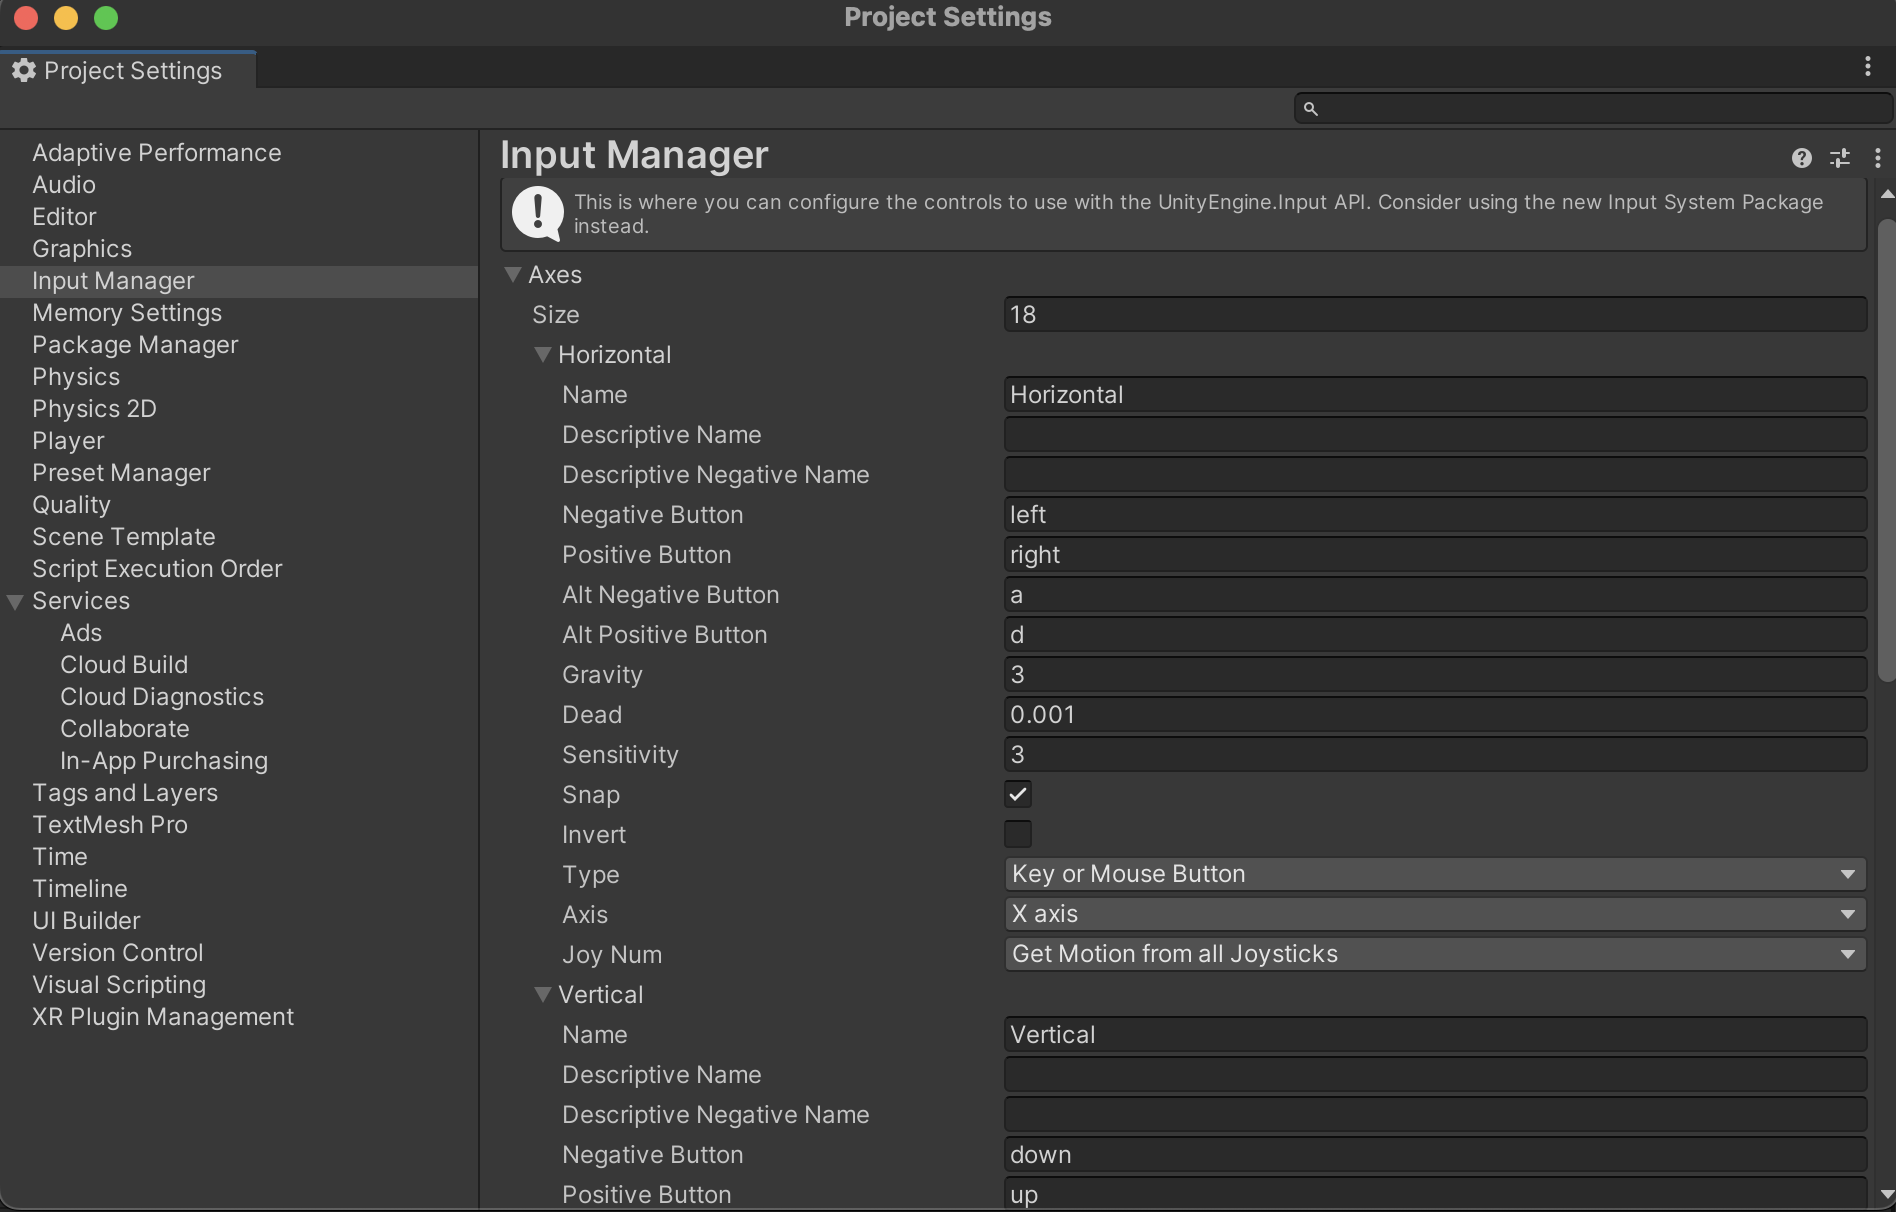 Project Settings
Project Settings
Adaptive Performance
Audio
Editor
Graphics
Input Manager
Memory Settings
Package Manager
Physics
Physics 2D
Player
Preset Manager
Quality
Scene Template
Script Execution Order
Services
Ads
Cloud Build
Cloud Diagnostics
Collaborate
In-App Purchasing
Tags and Layers
TextMesh Pro
Time
Timeline
UI Builder
Version Control
Visual Scripting
XR Plugin Management
Input Manager
This is where you can configure the controls to use with the UnityEngine.Input API. Consider using the new Input System Package
instead.
Axes
Size 18
Horizontal
Name Horizontal
Descriptive Name
Descriptive Negative Name
Negative Button left
Positive Button right
Alt Negative Button a
Alt Positive Button d
Gravity 3
Dead 0.001
Sensitivity 3
Snap
Invert
Type Key or Mouse Button
Axis X axis
Joy Num Get Motion from all Joysticks
Vertical
Name Vertical
Descriptive Name
Descriptive Negative Name
Negative Button down
Positive Button up